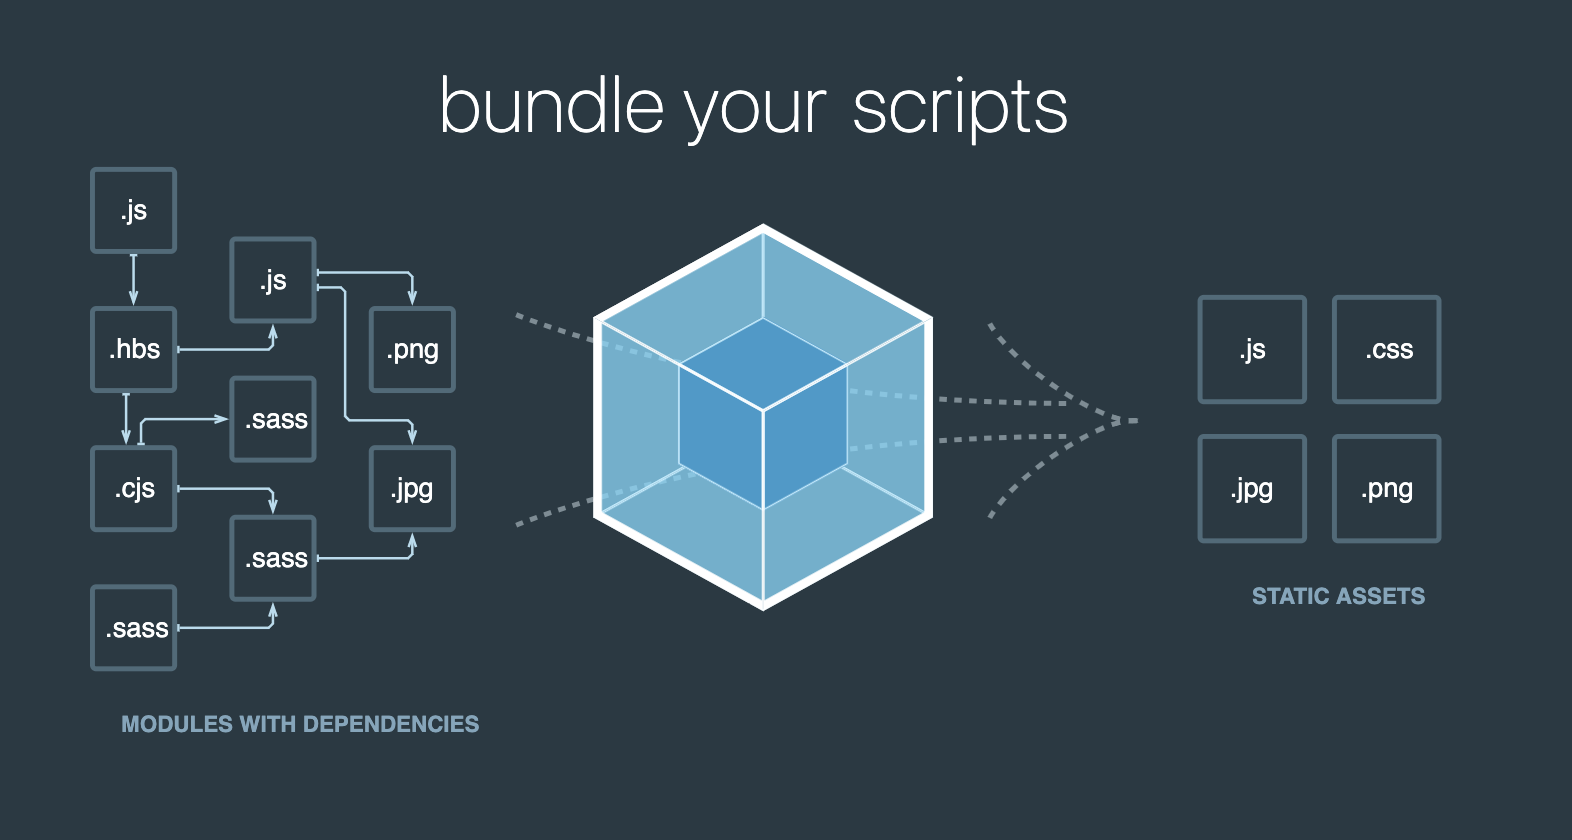 bundle your scripts
.js
.js
.hbs
.png
.sass
.cjs
.jpg
.sass
.sass
MODULES WITH DEPENDENCIES
.js
.css
.jpg
.png
STATIC ASSETS